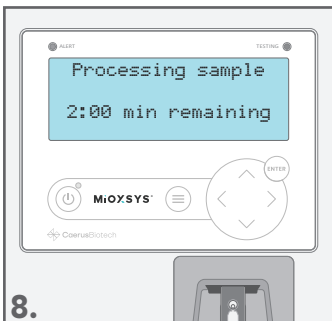 ALERT
TESTING
Processing sample
2:00 min remaining
ENTER
MiOXSYS
CaerusBiotech
8.